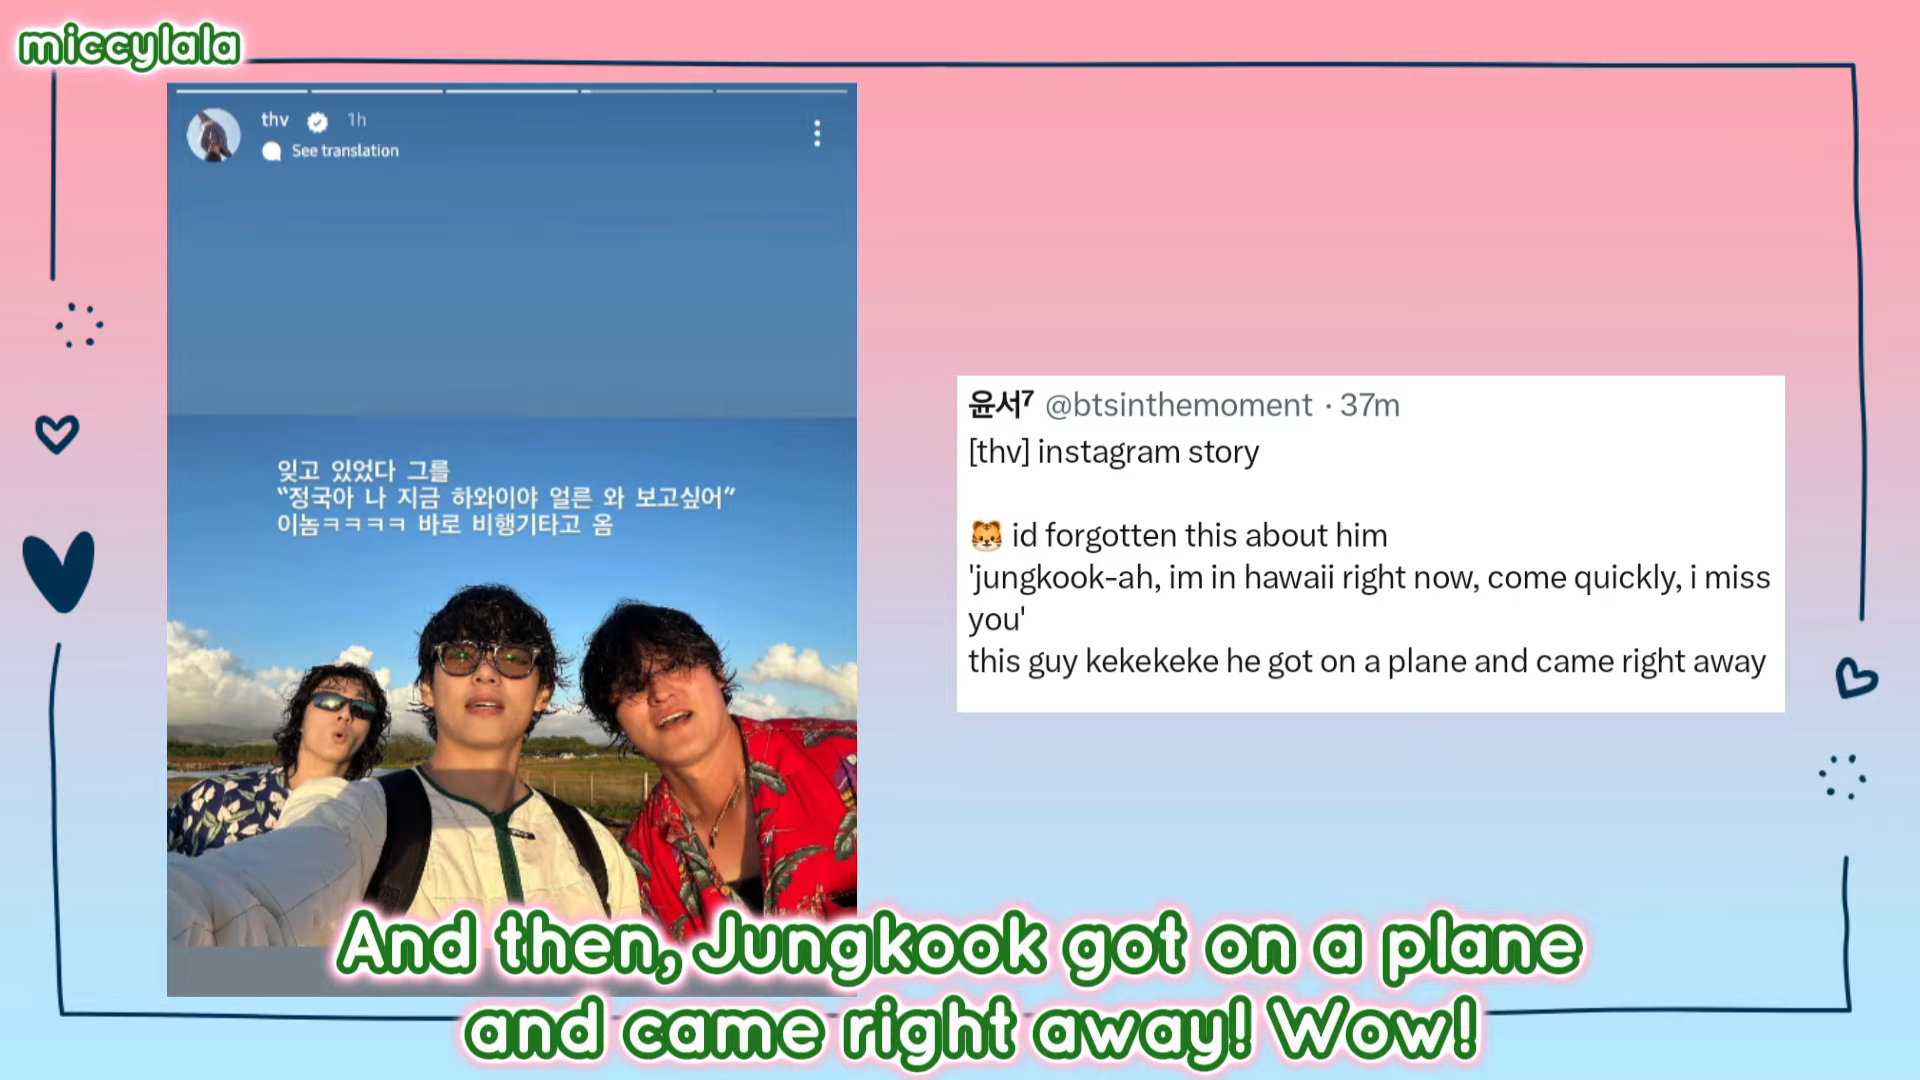 miccylala
thv 1h
See translation
잊고 있었다 그를
“정국아 나 지금 하와이야 얼른 와 보고싶어”
이놈ㅋㅋㅋㅋ 바로 비행기타고 옴
윤서⁷ @btsinthemoment · 37m
[thv] instagram story
🐯 id forgotten this about him
'jungkook-ah, im in hawaii right now, come quickly, i miss
you'
this guy kekekeke he got on a plane and came right away
And then, Jungkook got on a plane
and came right away! Wow!